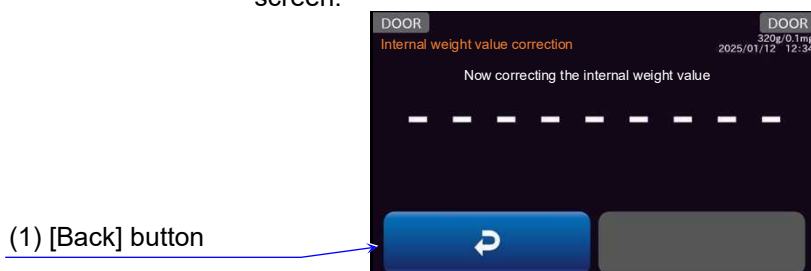 screen.
DOOR
DOOR
Internal weight value correction
320g/0.1mg
2025/01/12 12:34
Now correcting the internal weight value
(1) [Back] button